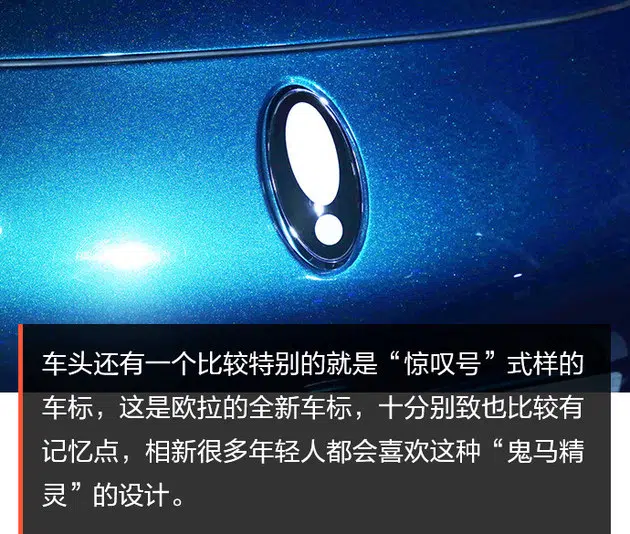 车头还有一个比较特别的就是“惊叹号”式样的
车标，这是欧拉的全新车标，十分别致也比较有
记忆点，相新很多年轻人都会喜欢这种“鬼马精
灵”的设计。